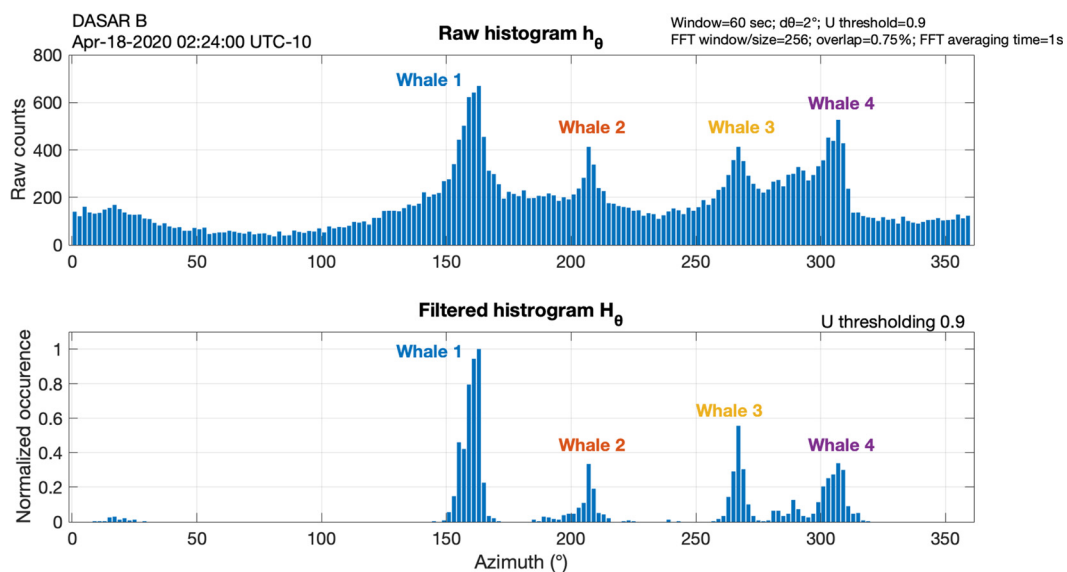 DASAR B
Apr-18-2020 02:24:00 UTC-10
Raw histogram hθ
Window=60 sec; dθ=2°; U threshold=0.9
FFT window/size=256; overlap=0.75%; FFT averaging time=1s
Raw counts
800
600
400
200
0
Whale 1
Whale 2
Whale 3
Whale 4
0 50 100 150 200 250 300 350
Filtered histrogram Hθ
U thresholding 0.9
Normalized occurence
1
0.8
0.6
0.4
0.2
0
Whale 1
Whale 2
Whale 3
Whale 4
0 50 100 150 200 250 300 350
Azimuth (°)